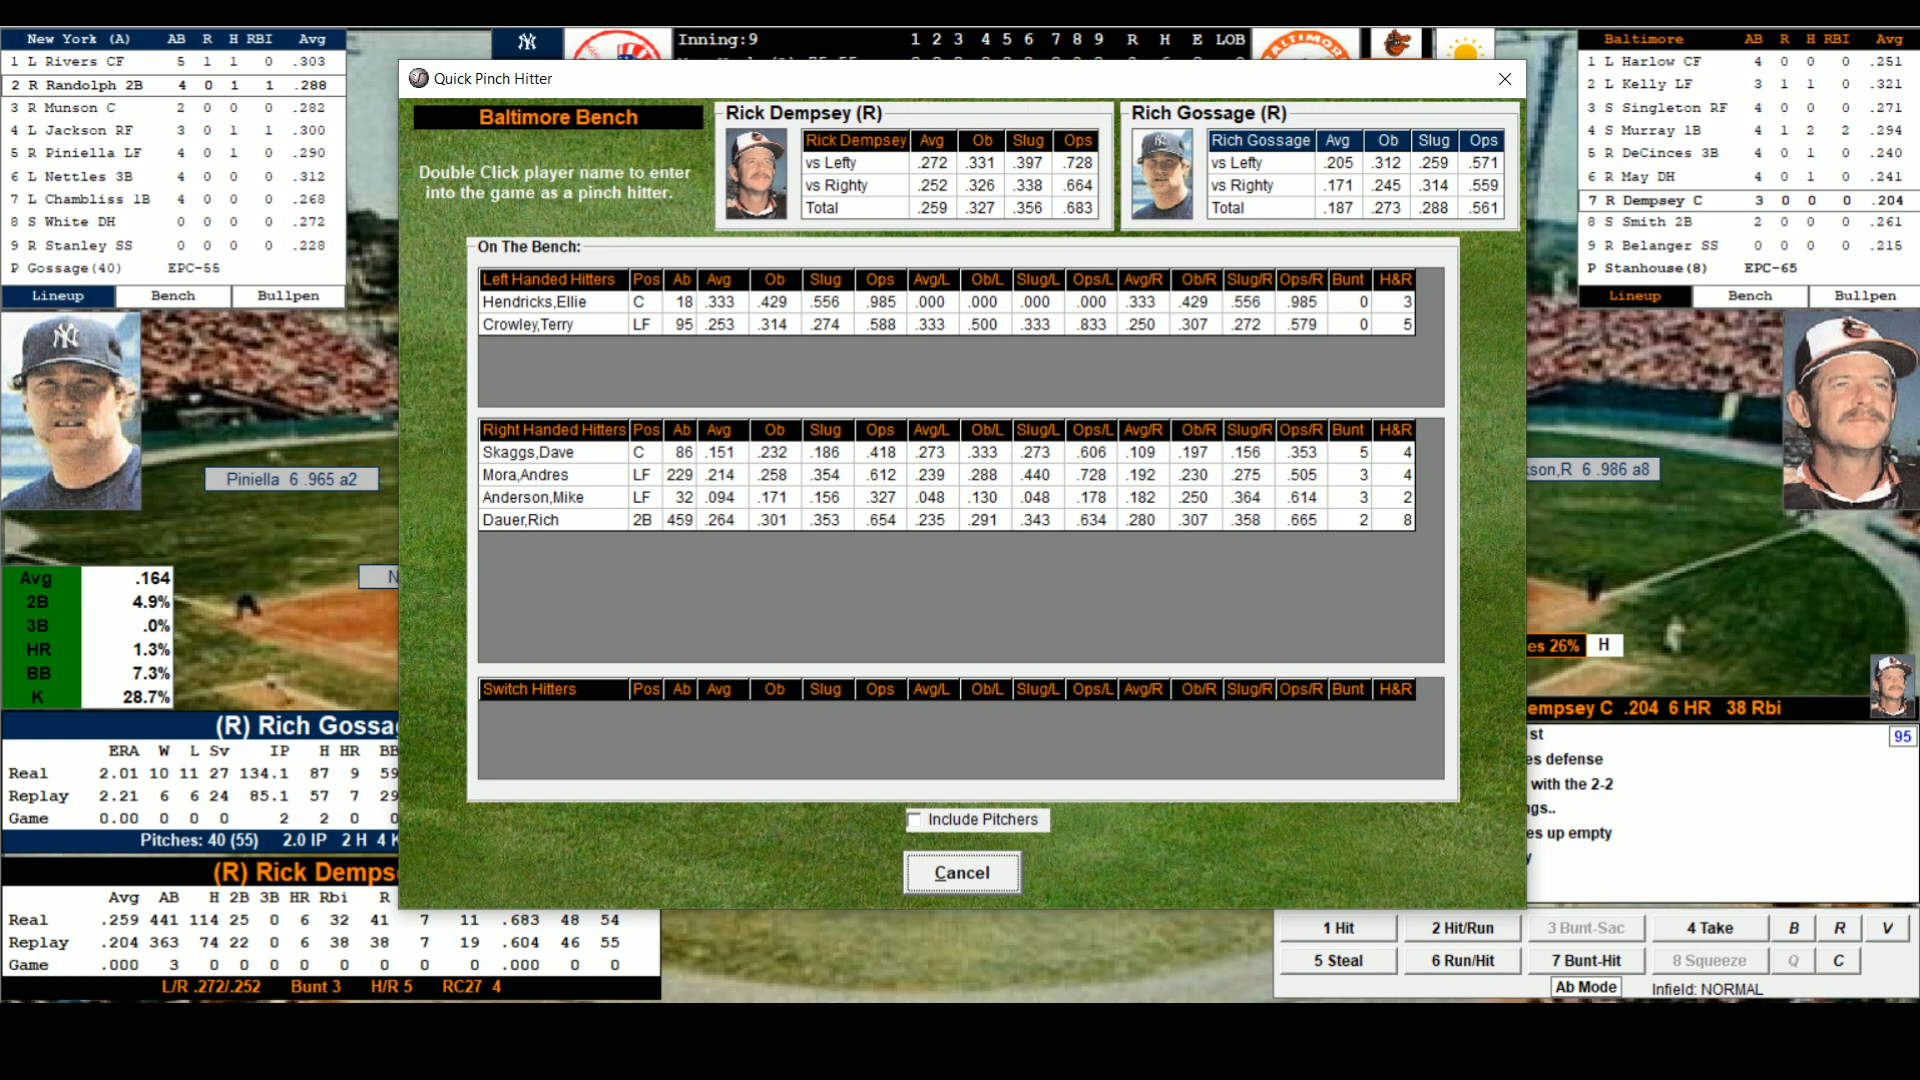 New York (A) AB R H RBI Avg
1 L Rivers CF 5 1 1 0 .303
2 R Randolph 2B 4 0 1 1 .288
3 R Munson C 2 0 0 0 .282
4 L Jackson RF 3 0 1 1 .300
5 R Piniella LF 4 0 1 0 .290
6 L Nettles 3B 4 0 0 0 .312
7 L Chambliss 1B 4 0 0 0 .268
8 S White DH 0 0 0 0 .272
9 R Stanley SS 0 0 0 0 .228
P Gossage(40) EPC-55
Lineup Bench Bullpen
Inning:9 1 2 3 4 5 6 7 8 9 R H E LOB
Baltimore AB R H RBI Avg
1 L Harlow CF 4 0 0 0 .251
2 L Kelly LF 3 1 1 0 .321
3 S Singleton RF 4 0 0 0 .271
4 S Murray 1B 4 1 2 2 .294
5 R DeCinces 3B 4 0 1 0 .240
6 R May DH 4 0 1 0 .241
7 R Dempsey C 3 0 0 0 .204
8 S Smith 2B 2 0 0 0 .261
9 R Belanger SS 0 0 0 0 .215
P Stanhouse(8) EPC-65
Lineup Bench Bullpen
Quick Pinch Hitter
Baltimore Bench
Double Click player name to enter
into the game as a pinch hitter.
Rick Dempsey (R)
Rick Dempsey Avg Ob Slug Ops
vs Lefty .272 .331 .397 .728
vs Righty .252 .326 .338 .664
Total .259 .327 .356 .683
Rich Gossage (R)
Rich Gossage Avg Ob Slug Ops
vs Lefty .205 .312 .259 .571
vs Righty .171 .245 .314 .559
Total .187 .273 .288 .561
On The Bench:
Left Handed Hitters Pos Ab Avg Ob Slug Ops Avg/L Ob/L Slug/L Ops/L Avg/R Ob/R Slug/R Ops/R Bunt H&R
Hendricks,Ellie C 18 .333 .429 .556 .985 .000 .000 .000 .000 .333 .429 .556 .985 0 3
Crowley,Terry LF 95 .253 .314 .274 .588 .333 .500 .333 .833 .250 .307 .272 .579 0 5
Right Handed Hitters Pos Ab Avg Ob Slug Ops Avg/L Ob/L Slug/L Ops/L Avg/R Ob/R Slug/R Ops/R Bunt H&R
Skaggs,Dave C 86 .151 .232 .186 .418 .273 .333 .273 .606 .109 .197 .156 .353 5 4
Mora,Andres LF 229 .214 .258 .354 .612 .239 .288 .440 .728 .192 .230 .275 .505 3 4
Anderson,Mike LF 32 .094 .171 .156 .327 .048 .130 .048 .178 .182 .250 .364 .614 3 2
Dauer,Rich 2B 459 .264 .301 .353 .654 .235 .291 .343 .634 .280 .307 .358 .665 2 8
Switch Hitters Pos Ab Avg Ob Slug Ops Avg/L Ob/L Slug/L Ops/L Avg/R Ob/R Slug/R Ops/R Bunt H&R
Include Pitchers
Cancel
Piniella 6 .965 a2
kson,R 6 .986 a8
N
Avg .164
2B 4.9%
3B .0%
HR 1.3%
BB 7.3%
K 28.7%
(R) Rich Gossag
ERA W L Sv IP H HR BB
Real 2.01 10 11 27 134.1 87 9 59
Replay 2.21 6 6 24 85.1 57 7 29
Game 0.00 0 0 0 2 2 0 0
Pitches: 40 (55) 2.0 IP 2 H 4 K
(R) Rick Demps
Avg AB H 2B 3B HR Rbi R
Real .259 441 114 25 0 6 32 41 7 11 .683 48 54
Replay .204 363 74 22 0 6 38 38 7 19 .604 46 55
Game .000 3 0 0 0 0 0 0 0 0 .000 0 0
L/R .272/.252 Bunt 3 H/R 5 RC27 4
es 26% H
empsey C .204 6 HR 38 Rbi
95
st
es defense
with the 2-2
ngs..
es up empty
y
1 Hit 2 Hit/Run 3 Bunt-Sac 4 Take B R V
5 Steal 6 Run/Hit 7 Bunt-Hit 8 Squeeze Q C
Ab Mode Infield: NORMAL